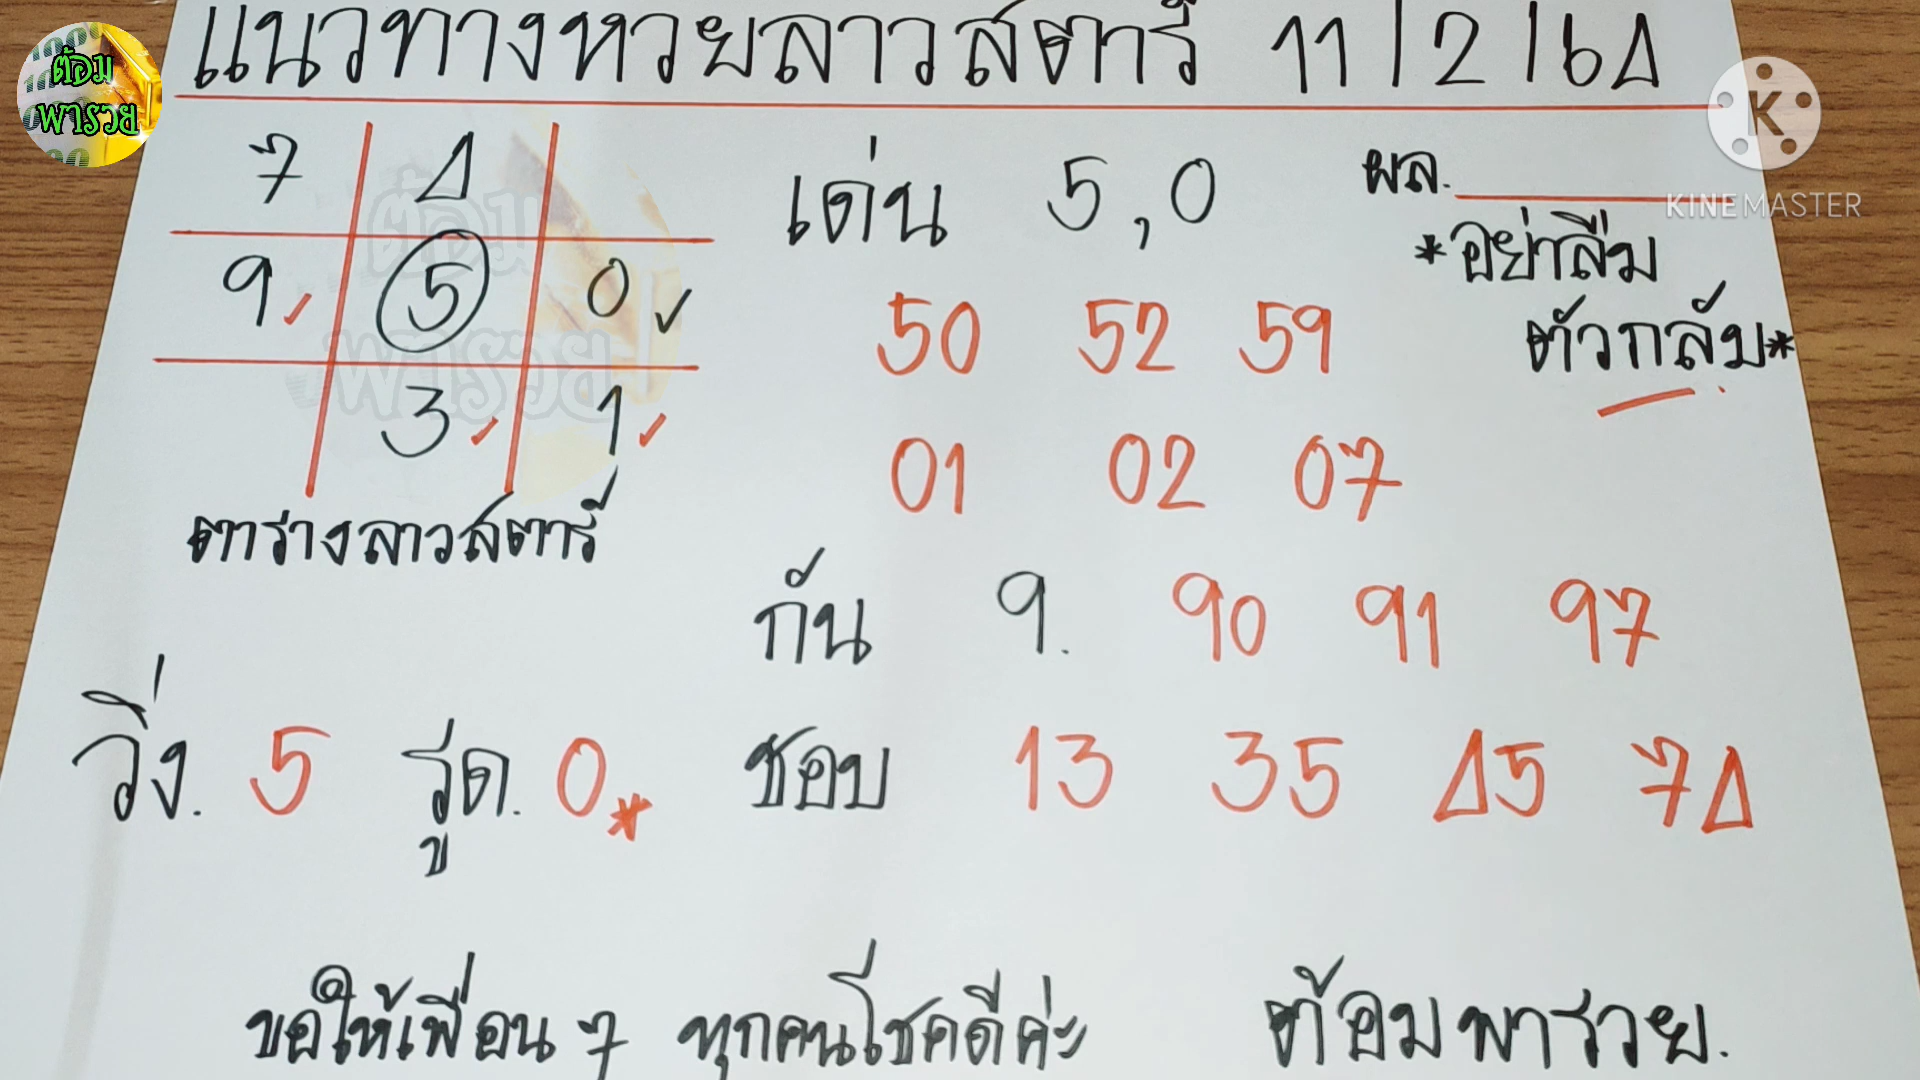 ต้อม
พารวย
แนวทางหวยลาวสตาร์ 11/2/64
KINEMASTER
7 4
9 5 0
3 1
ตารางลาวสตาร์
เด่น 5,0
ผล.
*อย่าลืม
ตัวกลับ*
50 52 59
01 02 07
กัน 9. 90 91 97
วิ่ง. 5 รูด. 0*
ชอบ 13 35 45 74
ขอให้เพื่อน ๆ ทุกคนโชคดีค่ะ ต้อมพารวย.